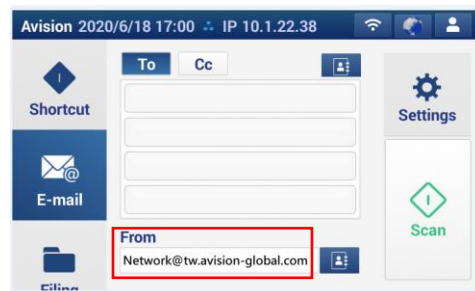 Avision 2020/6/18 17:00 IP 10.1.22.38
To Cc
Shortcut
Settings
E-mail
Scan
From
Network@tw.avision-global.com
Filing